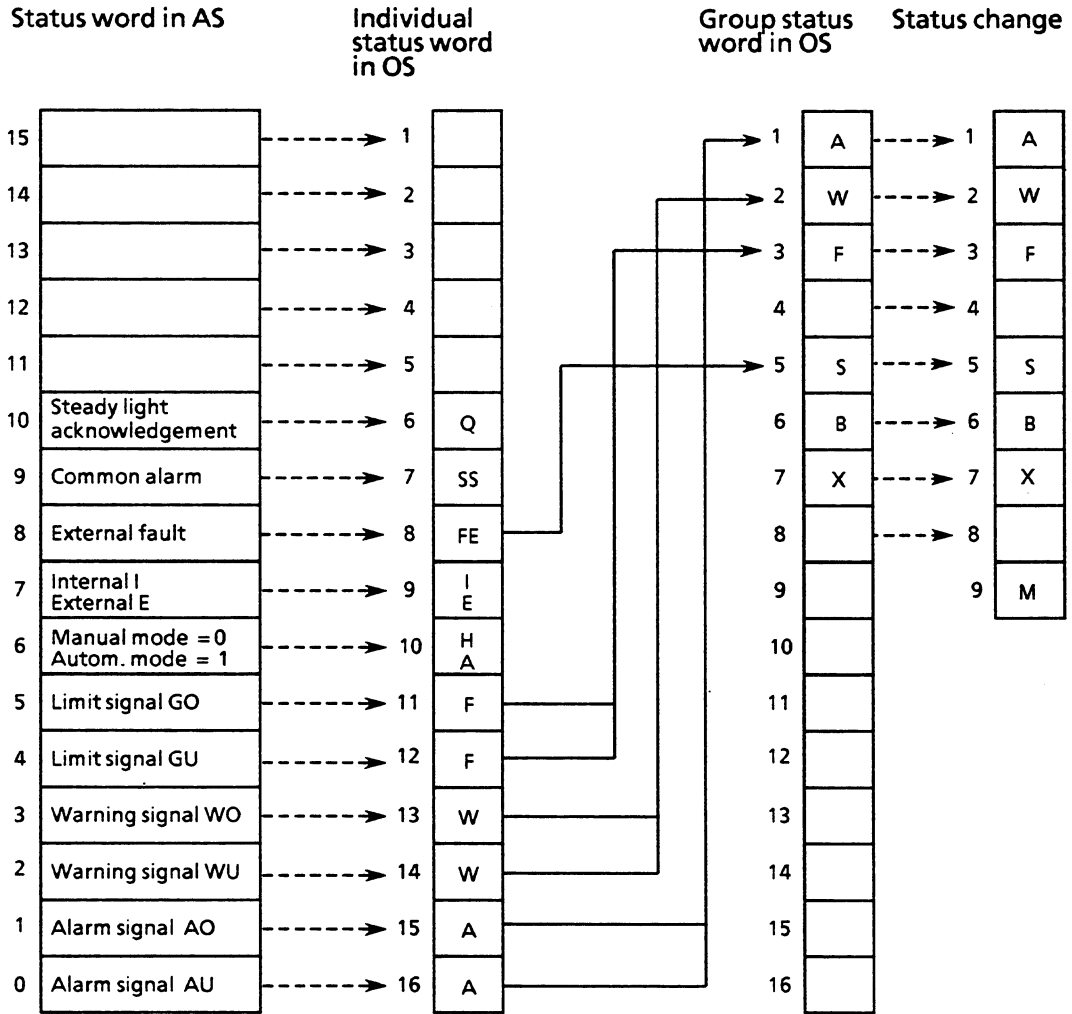 Status word in AS
Individual
status word
in OS
Group status
word in OS
Status change
15 1 1 A 1 A
14 2 2 W 2 W
13 3 3 F 3 F
12 4 4 4
11 5 5 S 5 S
10 Steady light
acknowledgement 6 Q 6 B 6 B
9 Common alarm 7 SS 7 X 7 X
8 External fault 8 FE 8 8
7 Internal I
External E 9 I
E 9 9 M
6 Manual mode = 0
Autom. mode = 1 10 H
A 10
5 Limit signal GO 11 F 11
4 Limit signal GU 12 F 12
3 Warning signal WO 13 W 13
2 Warning signal WU 14 W 14
1 Alarm signal AO 15 A 15
0 Alarm signal AU 16 A 16